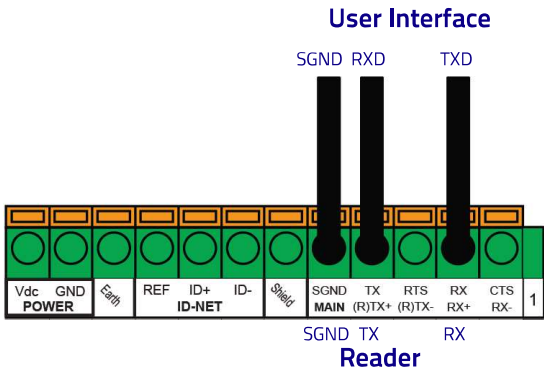 User Interface
SGND RXD TXD
Vdc GND Earth REF ID+ ID- Shield SGND TX RTS RX CTS 1
POWER ID-NET MAIN (R)TX+ (R)TX- RX+ RX-
SGND TX RX
Reader